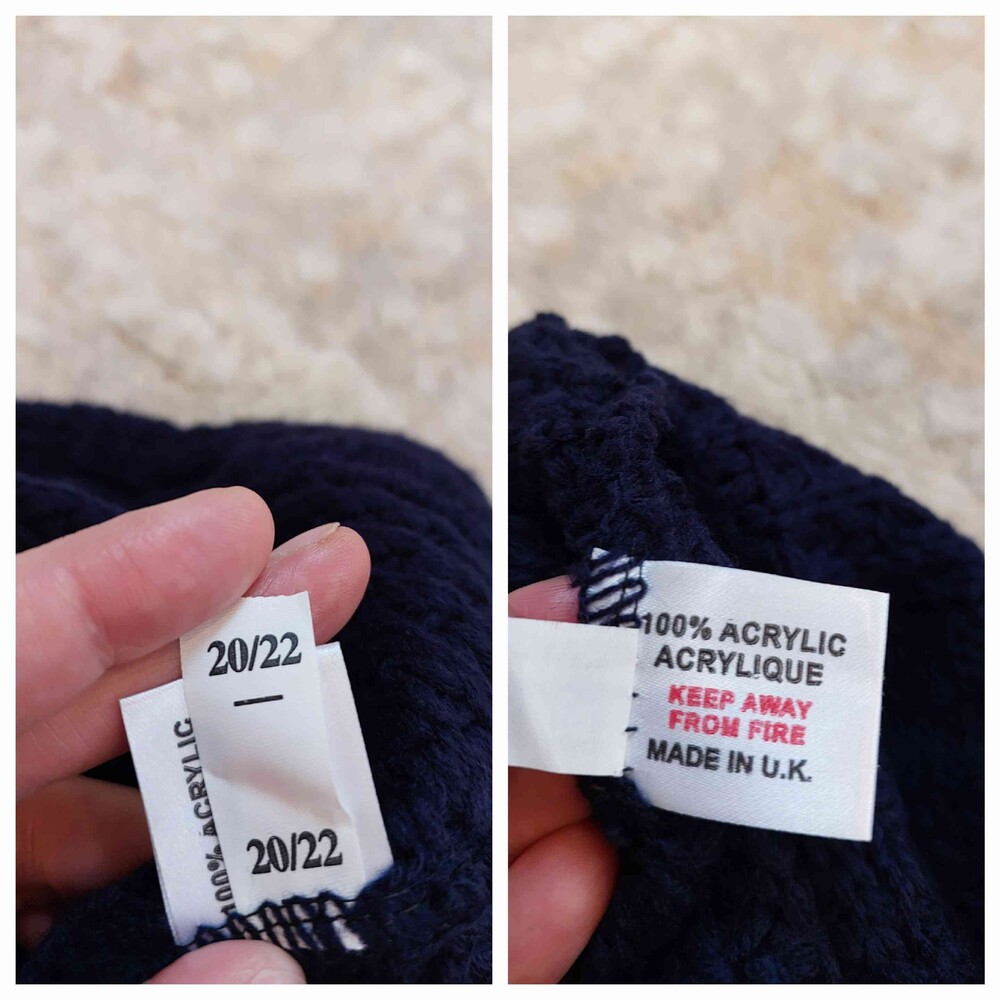 20/22
20/22
100% ACRYLIC
100% ACRYLIC
ACRYLIQUE
KEEP AWAY
FROM FIRE
MADE IN U.K.